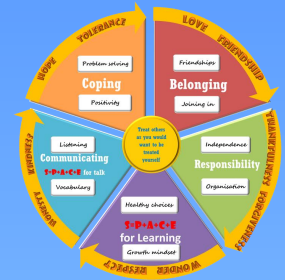 HOPE TOLERANCE
LOVE FRIENDSHIP
Problem solving
Coping
Positivity
Friendships
Belonging
Joining in
Treat others
as you would
want to be
treated
yourself
Listening
Communicating
S+P+A+C+E for talk
Vocabulary
Independence
Responsibility
Organisation
THANKFULNESS FORGIVENESS
Healthy choices
S+P+A+C+E
for Learning
Growth mindset
WONDER RESPECT
HONESTY